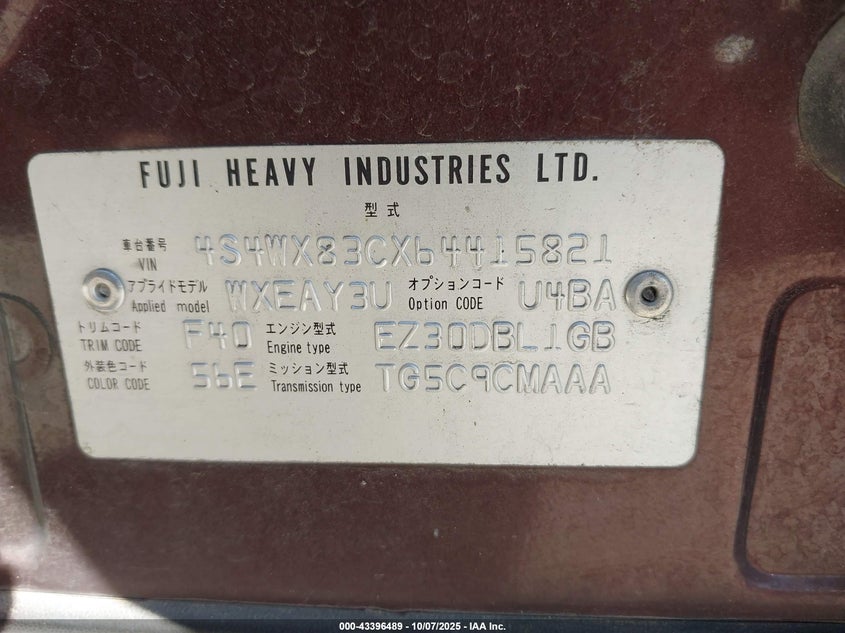 FUJI HEAVY INDUSTRIES LTD.
型式
車台番号 VIN 4S4WX83CX64415821
アプライドモデル Applied model WXEAY3U オプションコード Option CODE U4BA
トリムコード TRIM CODE F40 エンジン型式 Engine type EZ30DBL1GB
外装色コード COLOR CODE 56E ミッション型式 Transmission type TG5C9CMAAA
000-43396489 - 10/07/2025 - IAA Inc.